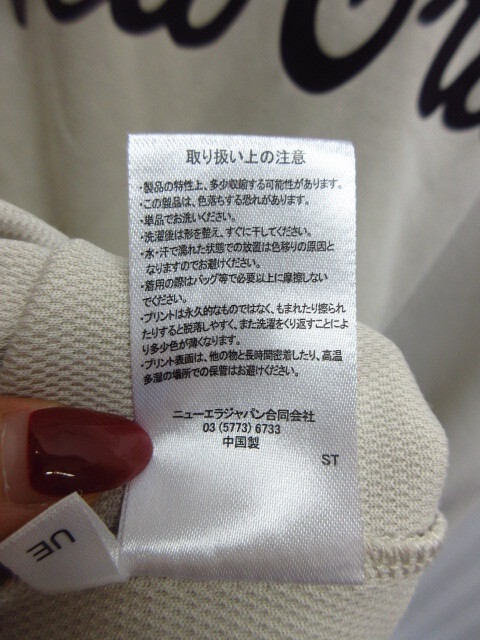 取り扱い上の注意
・製品の特性上、多少収縮する可能性があります。
・この製品は、色落ちする恐れがあります。
・単品でお洗いください。
・洗濯後は形を整え、すぐに干してください。
・水・汗で濡れた状態での放置は色移りの原因と
なりますのでお避けください。
・着用の際はバッグ等で必要以上に摩擦しない
でください。
・プリントは永久的なものではなく、もまれたり擦られ
たりすると脱落しやすく、また洗濯をくり返すことによ
り多少色が薄くなります。
・プリント表面は、他の物と長時間密着したり、高温
多湿の場所での保管はお避けください。
ニューエラジャパン合同会社
03 (5773) 6733
中国製
ST
UE